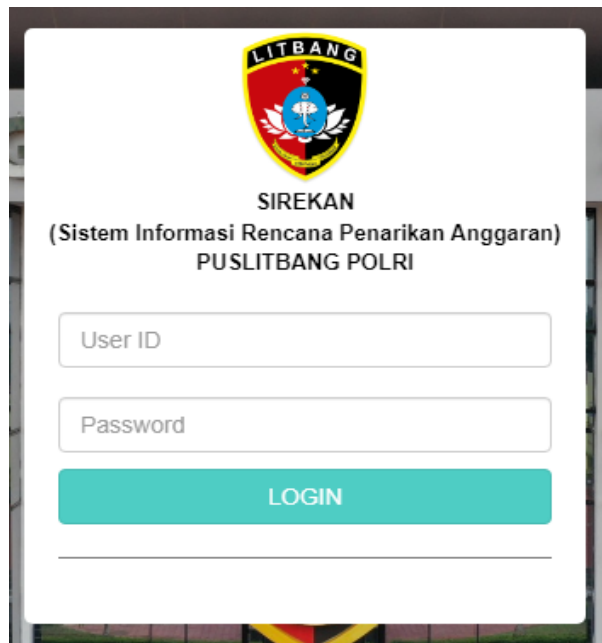 LITBANG
SIREKAN
(Sistem Informasi Rencana Penarikan Anggaran)
PUSLITBANG POLRI
User ID
Password
LOGIN